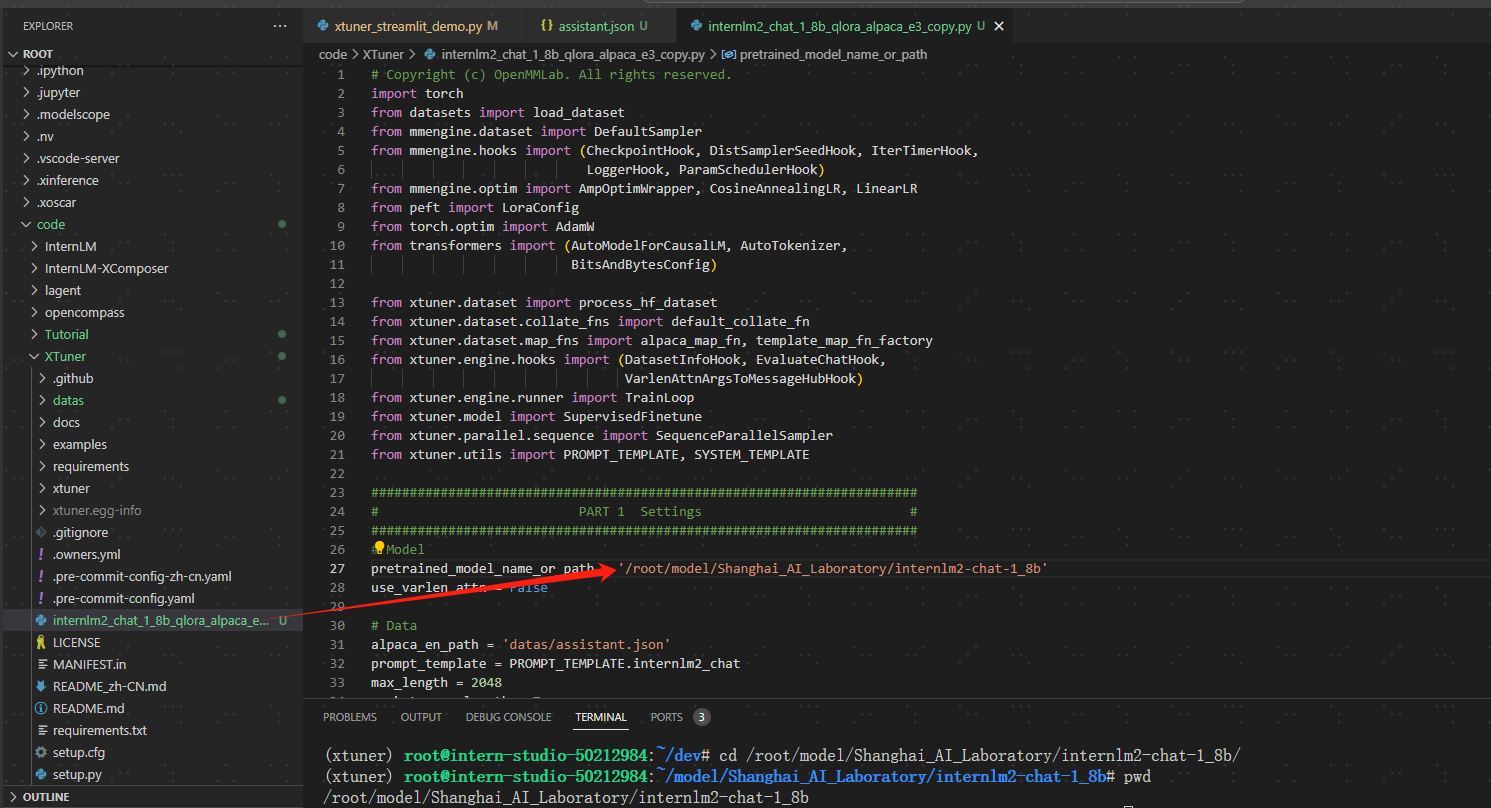 EXPLORER
ROOT
.ipython
.jupyter
.modelscope
.nv
.vscode-server
.xinference
.xoscar
code
InternLM
InternLM-XComposer
lagent
opencompass
Tutorial
XTuner
.github
datas
docs
examples
requirements
xtuner
xtuner.egg-info
.gitignore
.owners.yml
.pre-commit-config-zh-cn.yaml
.pre-commit-config.yaml
internlm2_chat_1_8b_qlora_alpaca_e... U
LICENSE
MANIFEST.in
README_zh-CN.md
README.md
requirements.txt
setup.cfg
setup.py
OUTLINE
xtuner_streamlit_demo.py M {} assistant.json U internlm2_chat_1_8b_qlora_alpaca_e3_copy.py U
code > XTuner > internlm2_chat_1_8b_qlora_alpaca_e3_copy.py > pretrained_model_name_or_path
1 # Copyright (c) OpenMMLab. All rights reserved.
2 import torch
3 from datasets import load_dataset
4 from mmengine.dataset import DefaultSampler
5 from mmengine.hooks import (CheckpointHook, DistSamplerSeedHook, IterTimerHook,
6 LoggerHook, ParamSchedulerHook)
7 from mmengine.optim import AmpOptimWrapper, CosineAnnealingLR, LinearLR
8 from peft import LoraConfig
9 from torch.optim import AdamW
10 from transformers import (AutoModelForCausalLM, AutoTokenizer,
11 BitsAndBytesConfig)
12
13 from xtuner.dataset import process_hf_dataset
14 from xtuner.dataset.collate_fns import default_collate_fn
15 from xtuner.dataset.map_fns import alpaca_map_fn, template_map_fn_factory
16 from xtuner.engine.hooks import (DatasetInfoHook, EvaluateChatHook,
17 VarlenAttnArgsToMessageHubHook)
18 from xtuner.engine.runner import TrainLoop
19 from xtuner.model import SupervisedFinetune
20 from xtuner.parallel.sequence import SequenceParallelSampler
21 from xtuner.utils import PROMPT_TEMPLATE, SYSTEM_TEMPLATE
22
23 #######################################################################
24 # PART 1 Settings #
25 #######################################################################
26 # Model
27 pretrained_model_name_or_path '/root/model/Shanghai_AI_Laboratory/internlm2-chat-1_8b'
28 use_varlen_attn = False
29
30 # Data
31 alpaca_en_path = 'datas/assistant.json'
32 prompt_template = PROMPT_TEMPLATE.internlm2_chat
33 max_length = 2048
PROBLEMS OUTPUT DEBUG CONSOLE TERMINAL PORTS 3
(xtuner) root@intern-studio-50212984:~/dev# cd /root/model/Shanghai_AI_Laboratory/internlm2-chat-1_8b/
(xtuner) root@intern-studio-50212984:~/model/Shanghai_AI_Laboratory/internlm2-chat-1_8b# pwd
/root/model/Shanghai_AI_Laboratory/internlm2-chat-1_8b